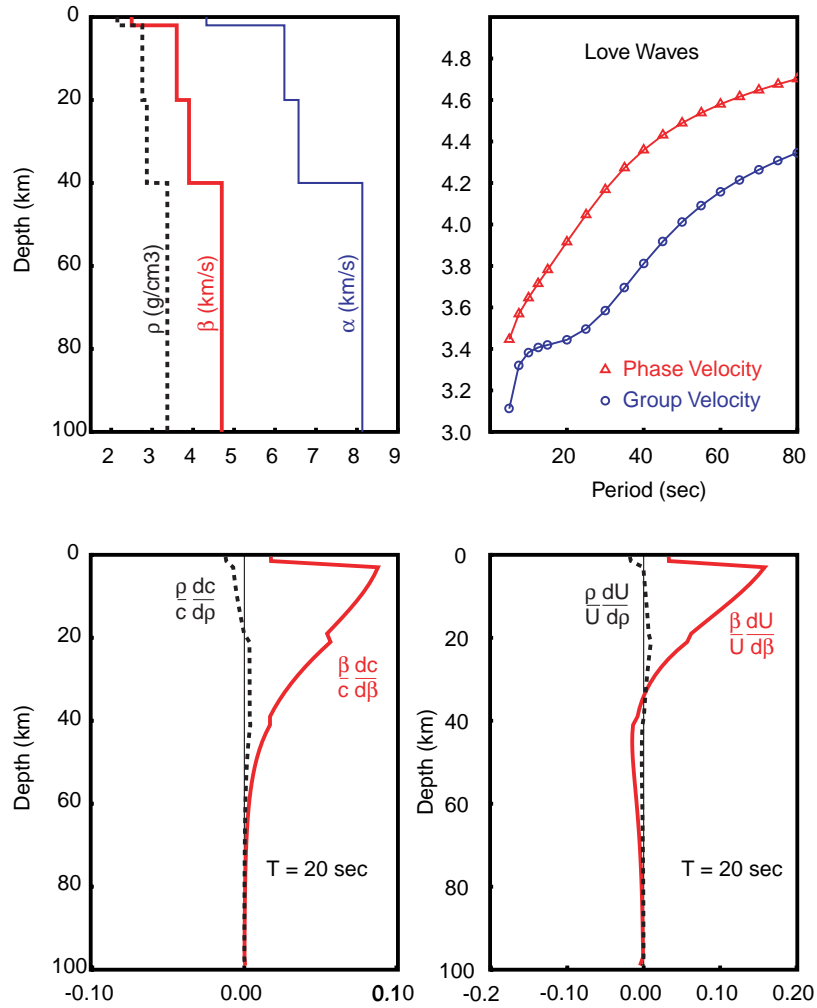 0
20
40
60
80
100
Depth (km)
ρ (g/cm3)
β (km/s)
α (km/s)
2 3 4 5 6 7 8 9
4.8
4.6
4.4
4.2
4.0
3.8
3.6
3.4
3.2
3.0
Love Waves
Phase Velocity
Group Velocity
20 40 60 80
Period (sec)
0
20
40
60
80
100
Depth (km)
ρ dc
c dρ
β dc
c dβ
T = 20 sec
-0.10 0.00 0.10
0
20
40
60
80
100
Depth (km)
ρ dU
U dρ
β dU
U dβ
T = 20 sec
-0.2 -0.10 0.00 0.10 0.20